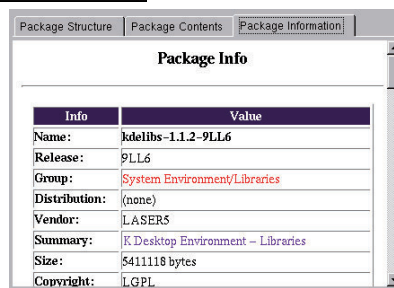 Package Structure Package Contents Package Information
Package Info
Info Value
Name: kdelibs-1.1.2-9LL6
Release: 9LL6
Group: System Environment/Libraries
Distribution: (none)
Vendor: LASER5
Summary: K Desktop Environment – Libraries
Size: 5411118 bytes
Copyright: LGPL